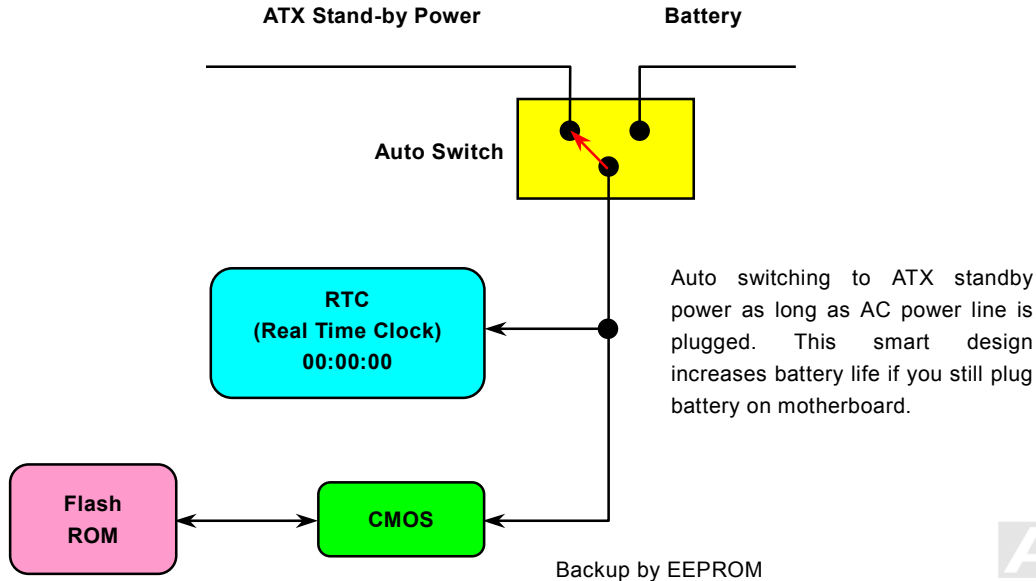 ATX Stand-by Power
Battery
Auto Switch
RTC
(Real Time Clock)
00:00:00
Auto switching to ATX standby
power as long as AC power line is
plugged. This smart design
increases battery life if you still plug
battery on motherboard.
Flash
ROM
CMOS
Backup by EEPROM